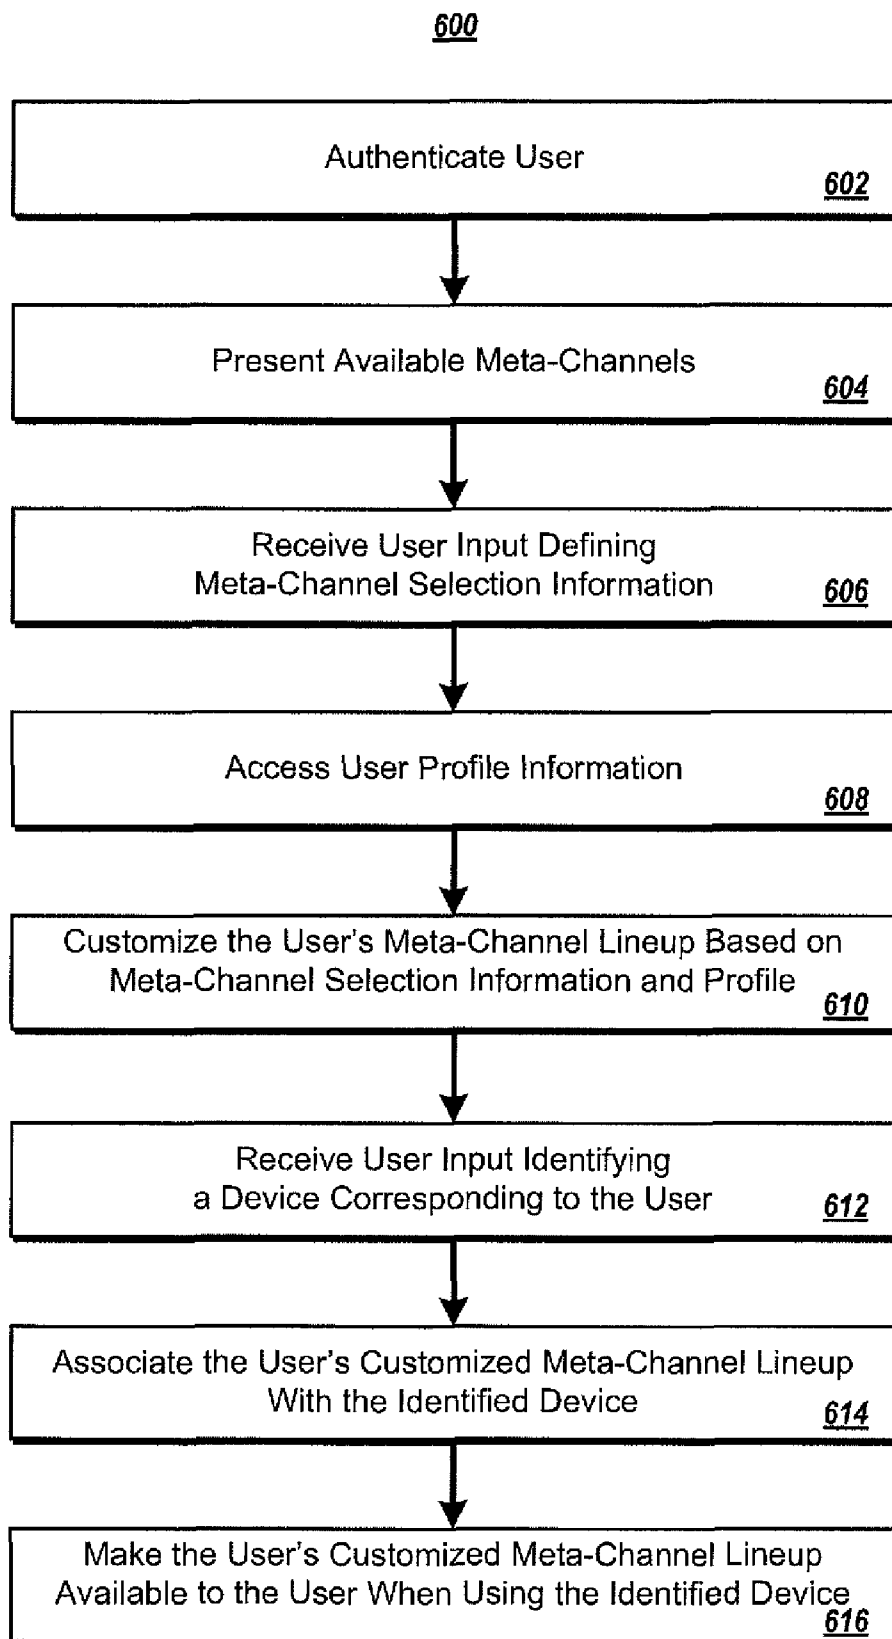 600
Authenticate User
602
Present Available Meta-Channels
604
Receive User Input Defining
Meta-Channel Selection Information
606
Access User Profile Information
608
Customize the User's Meta-Channel Lineup Based on
Meta-Channel Selection Information and Profile
610
Receive User Input Identifying
a Device Corresponding to the User
612
Associate the User's Customized Meta-Channel Lineup
With the Identified Device
614
Make the User's Customized Meta-Channel Lineup
Available to the User When Using the Identified Device
616